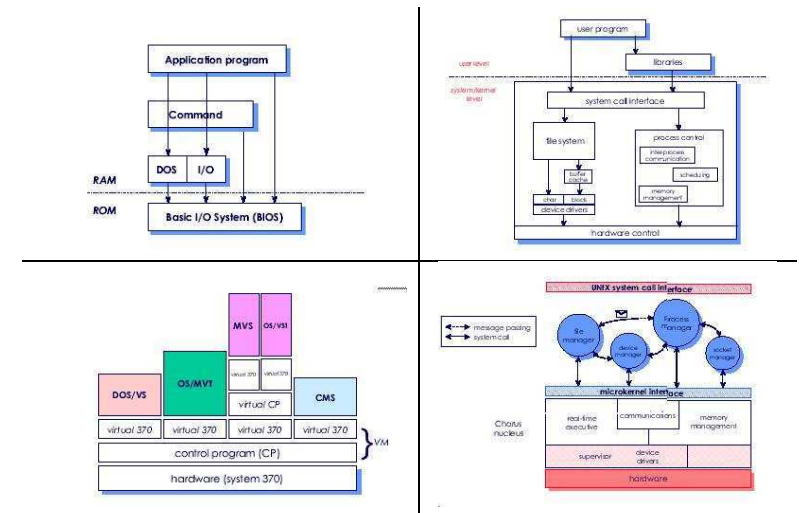 Application program
Command
DOS
I/O
RAM
ROM
Basic I/O System (BIOS)
user program
user level
libraries
system/kernel
level
system call interface
file system
process control
interprocess
communication
buffer
cache
scheduling
char
block
memory
management
device drivers
hardware control
MVS
OS/VS1
DOS/VS
OS/MVT
virtual 370
virtual 370
CMS
virtual CP
virtual 370
virtual 370
virtual 370
virtual 370
VM
control program (CP)
hardware (system 370)
UNIX system call interface
message passing
system call
file
manager
Process
Manager
device
manager
socket
manager
microkernel interface
Chorus
nucleus
real-time
executive
communications
memory
management
supervisor
device
drivers
hardware